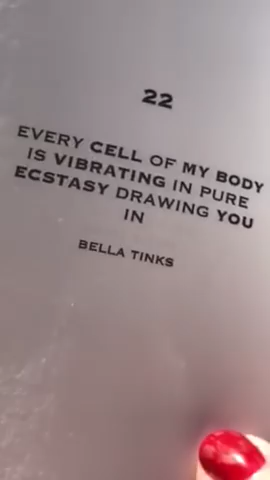 22
EVERY CELL OF MY BODY
IS VIBRATING IN PURE
ECSTASY DRAWING YOU
IN
BELLA TINKS